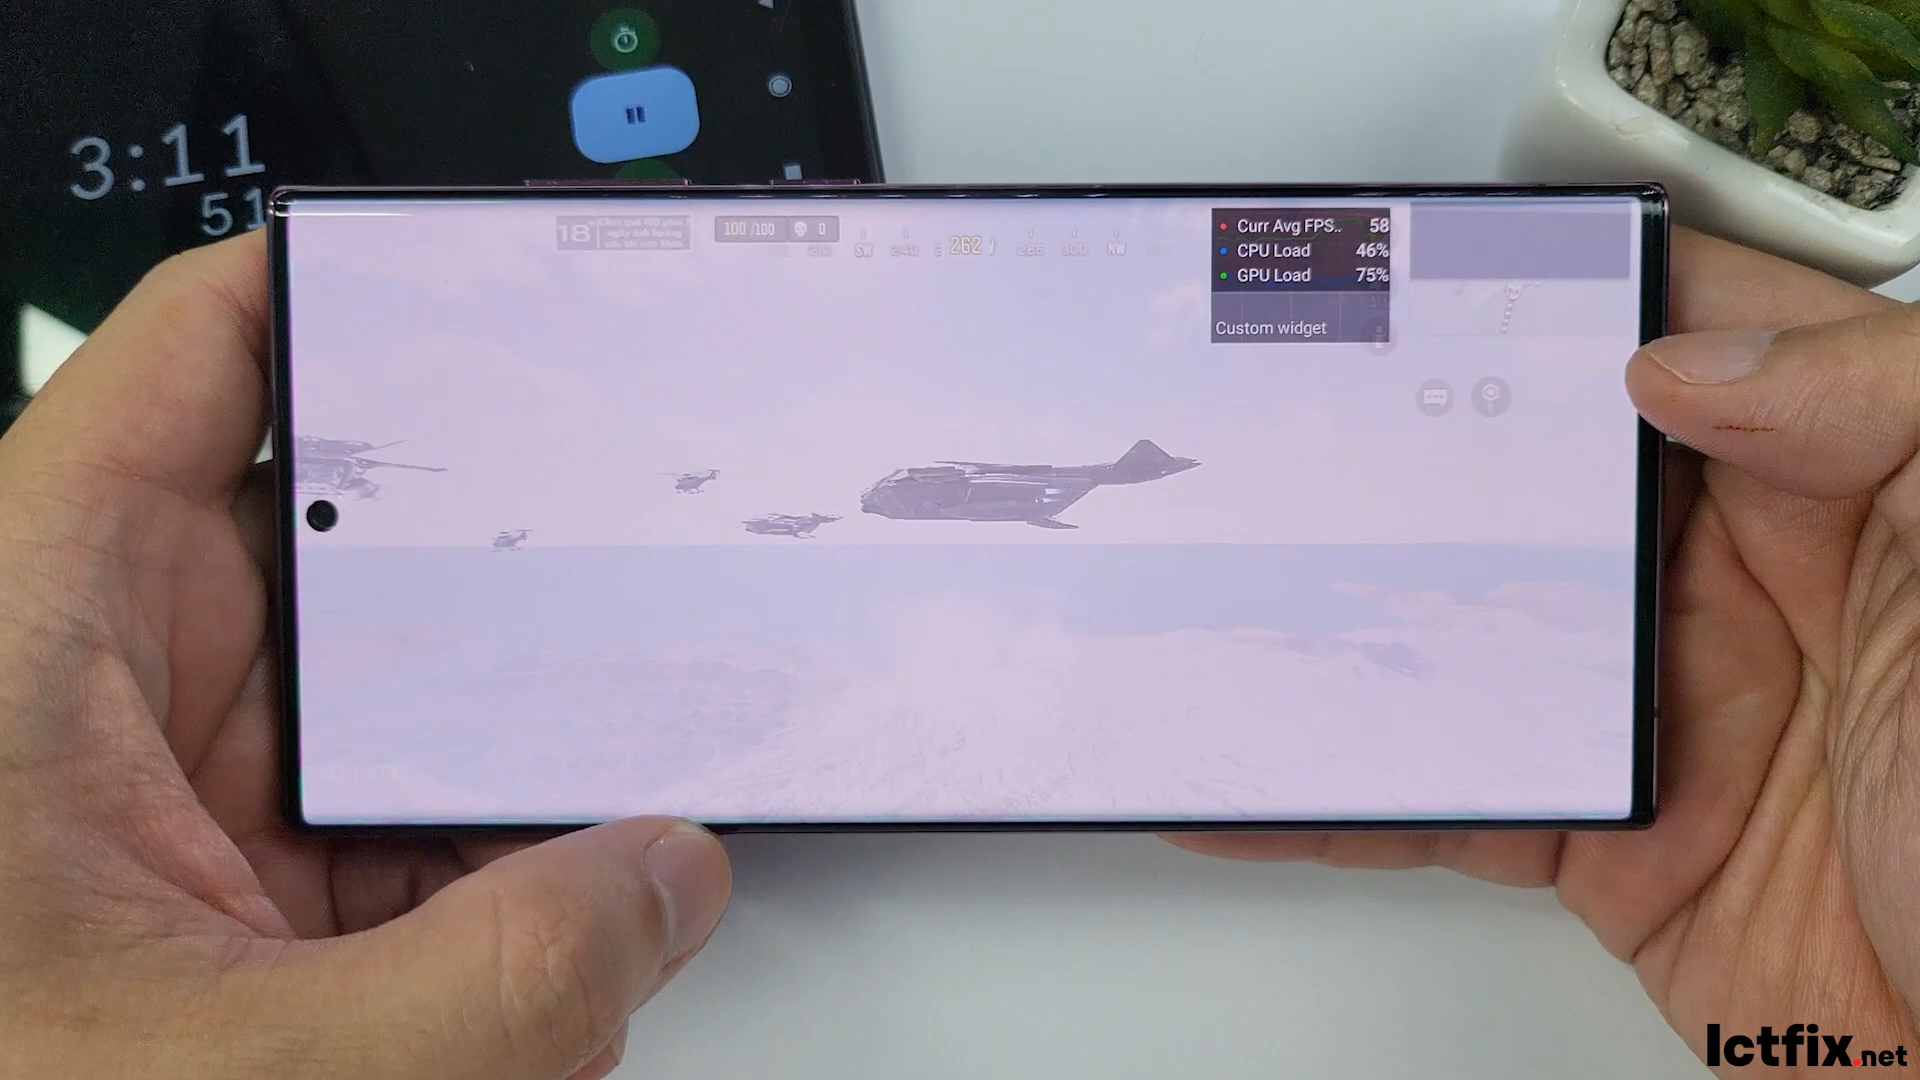 3:11
51
18
100 /100
0
SW
240
262
285
300
NW
Curr Avg FPS.. 58
CPU Load 46%
GPU Load 75%
Custom widget
Ictfix.net